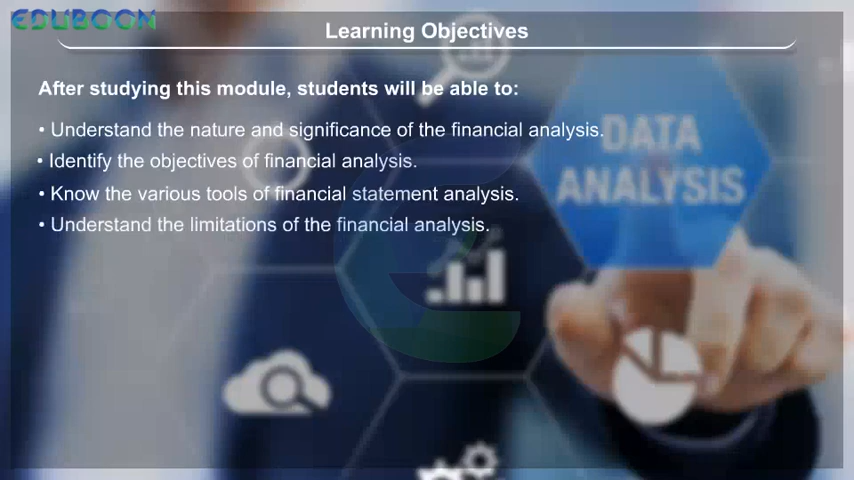 EDUBOON
Learning Objectives
After studying this module, students will be able to:
• Understand the nature and significance of the financial analysis.
• Identify the objectives of financial analysis.
• Know the various tools of financial statement analysis.
• Understand the limitations of the financial analysis.
DATA
ANALYSIS